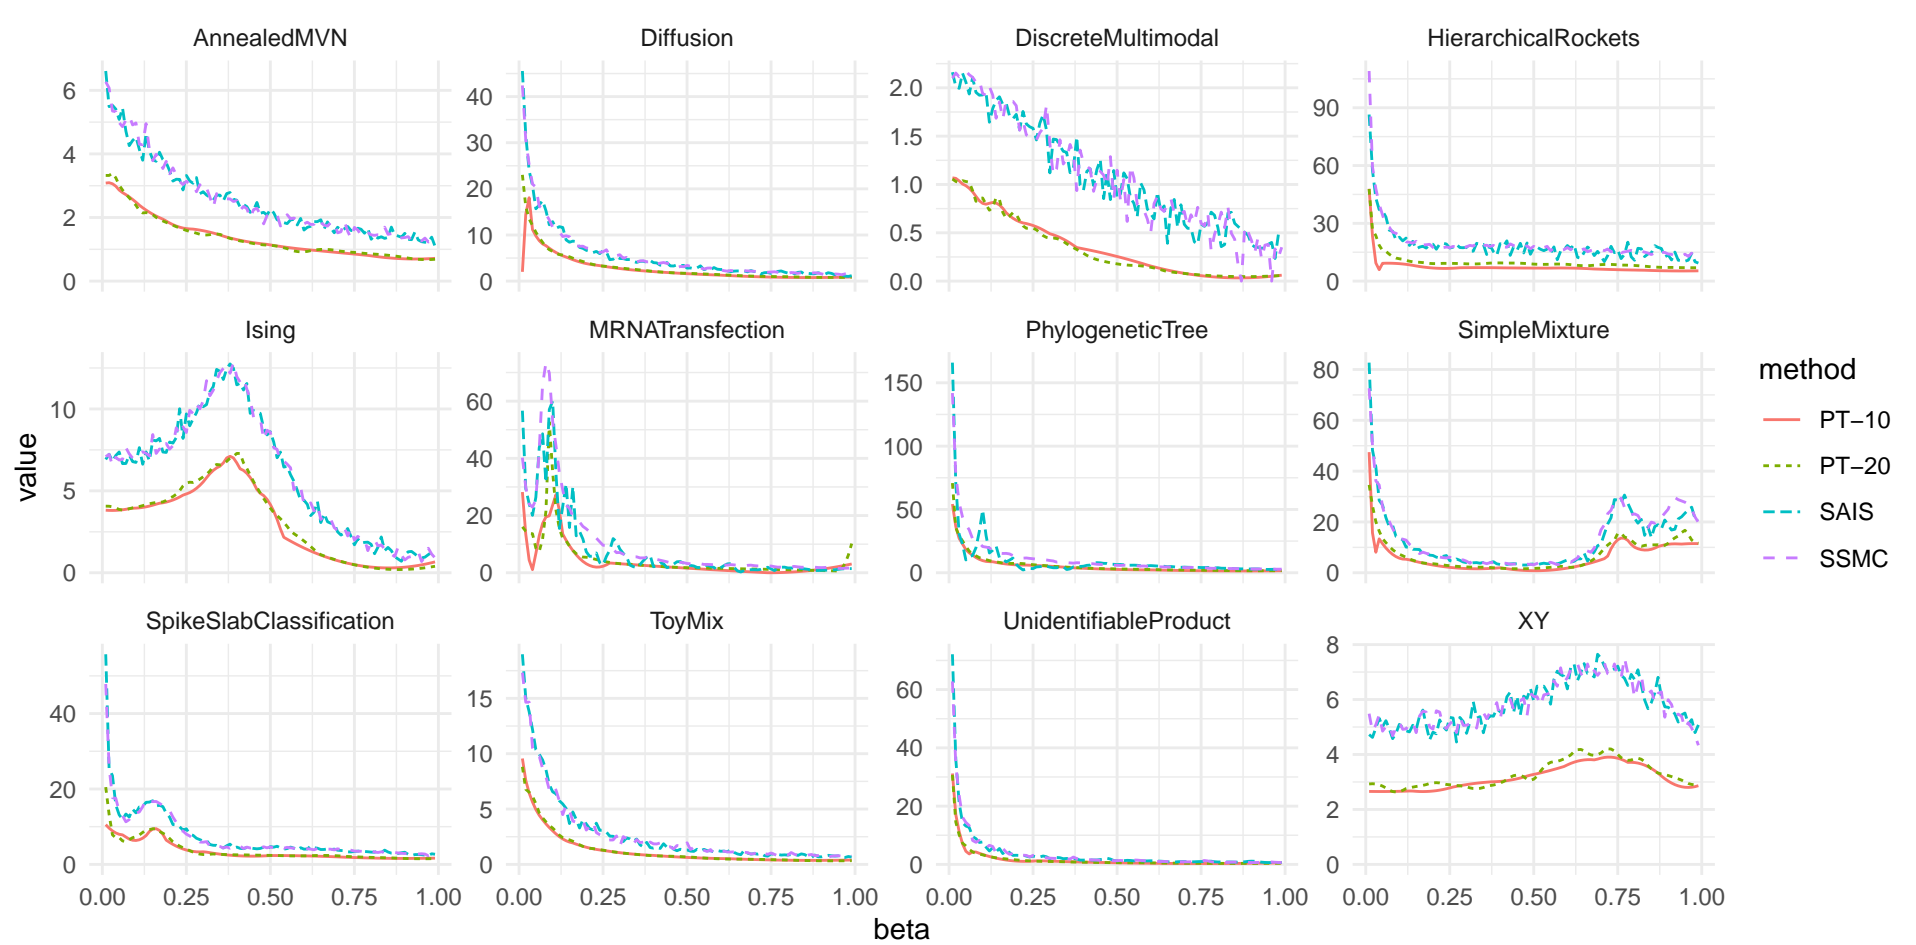 AnnealedMVN Diffusion DiscreteMultimodal HierarchicalRockets
6 4 2 0
40 30 20 10 0
2.0 1.5 1.0 0.5 0.0
90 60 30 0
Ising MRNATransfection PhylogeneticTree SimpleMixture
10 5 0
60 40 20 0
150 100 50 0
80 60 40 20 0
SpikeSlabClassification ToyMix UnidentifiableProduct XY
40 20 0
15 10 5 0
60 40 20 0
8 6 4 2 0
0.00 0.25 0.50 0.75 1.00 0.00 0.25 0.50 0.75 1.00 0.00 0.25 0.50 0.75 1.00 0.00 0.25 0.50 0.75 1.00
beta
value
method
PT−10
PT−20
SAIS
SSMC